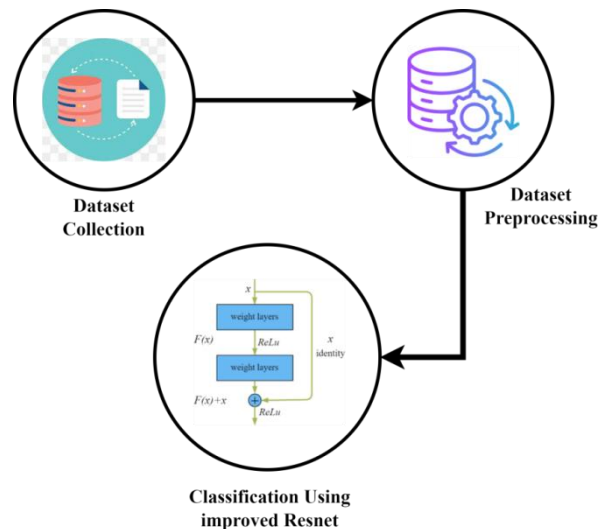 Dataset
Collection
Dataset
Preprocessing
x
weight layers
F(x)
ReLu
x
identity
weight layers
F(x)+x
+
ReLu
Classification Using
improved Resnet